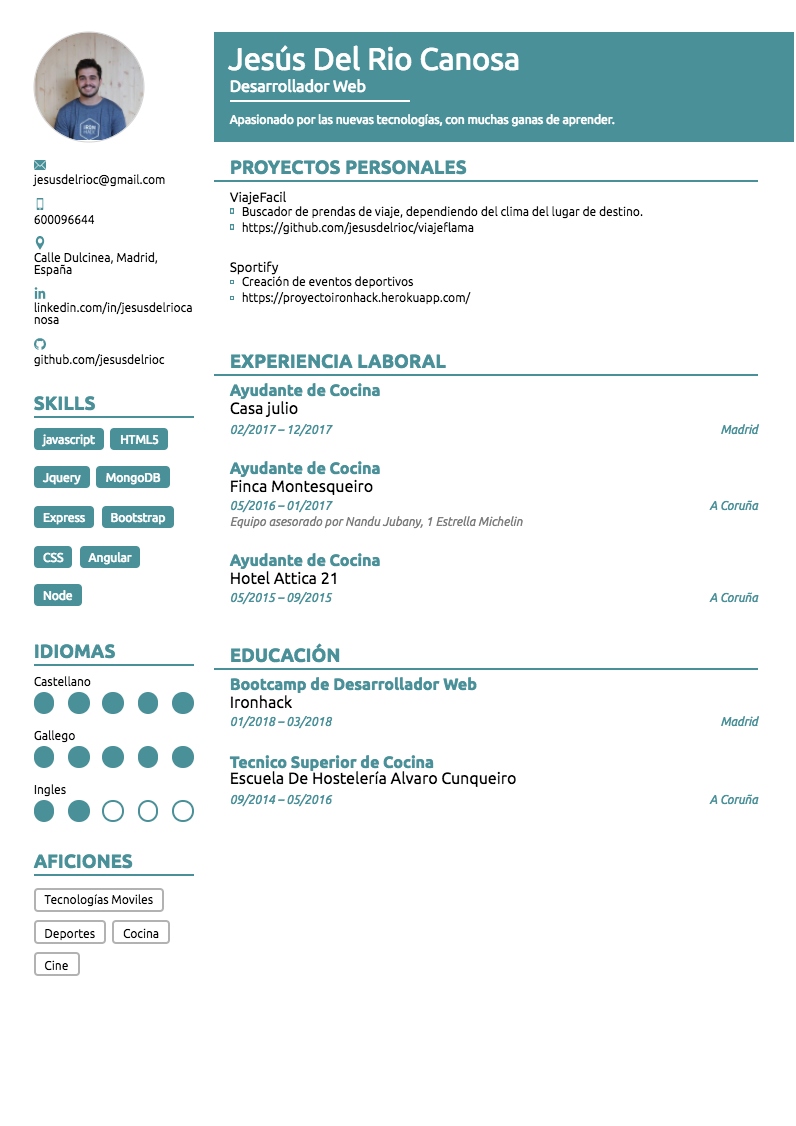 Jesús Del Rio Canosa
Desarrollador Web
Apasionado por las nuevas tecnologías, con muchas ganas de aprender.
jesusdelrioc@gmail.com
600096644
Calle Dulcinea, Madrid,
España
linkedin.com/in/jesusdelrioca
nosa
github.com/jesusdelrioc
SKILLS
javascript HTML5
Jquery MongoDB
Express Bootstrap
CSS Angular
Node
IDIOMAS
Castellano
Gallego
Ingles
AFICIONES
Tecnologías Moviles
Deportes Cocina
Cine
PROYECTOS PERSONALES
ViajeFacil
Buscador de prendas de viaje, dependiendo del clima del lugar de destino.
https://github.com/jesusdelrioc/viajeflama
Sportify
Creación de eventos deportivos
https://proyectoironhack.herokuapp.com/
EXPERIENCIA LABORAL
Ayudante de Cocina
Casa julio
02/2017 – 12/2017 Madrid
Ayudante de Cocina
Finca Montesqueiro
05/2016 – 01/2017 A Coruña
Equipo asesorado por Nandu Jubany, 1 Estrella Michelin
Ayudante de Cocina
Hotel Attica 21
05/2015 – 09/2015 A Coruña
EDUCACIÓN
Bootcamp de Desarrollador Web
Ironhack
01/2018 – 03/2018 Madrid
Tecnico Superior de Cocina
Escuela De Hostelería Alvaro Cunqueiro
09/2014 – 05/2016 A Coruña